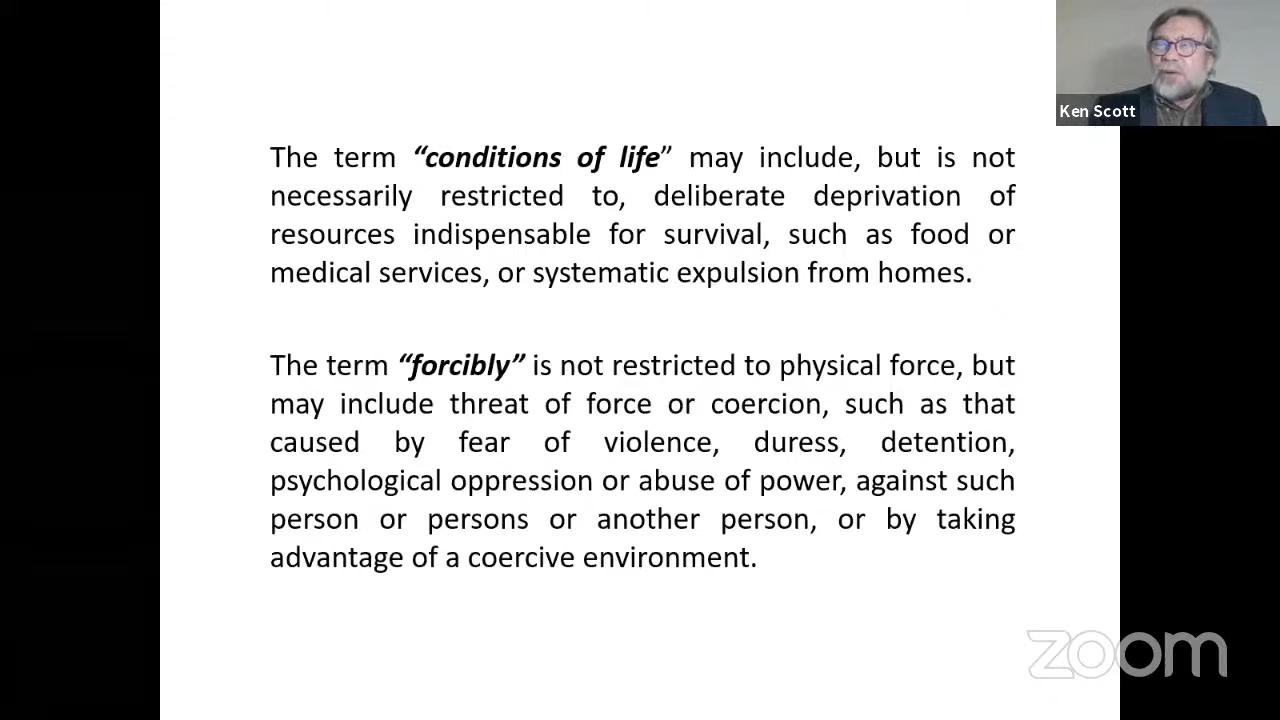 Ken Scott
The term “conditions of life” may include, but is not
necessarily restricted to, deliberate deprivation of
resources indispensable for survival, such as food or
medical services, or systematic expulsion from homes.
The term “forcibly” is not restricted to physical force, but
may include threat of force or coercion, such as that
caused by fear of violence, duress, detention,
psychological oppression or abuse of power, against such
person or persons or another person, or by taking
advantage of a coercive environment.
zoom